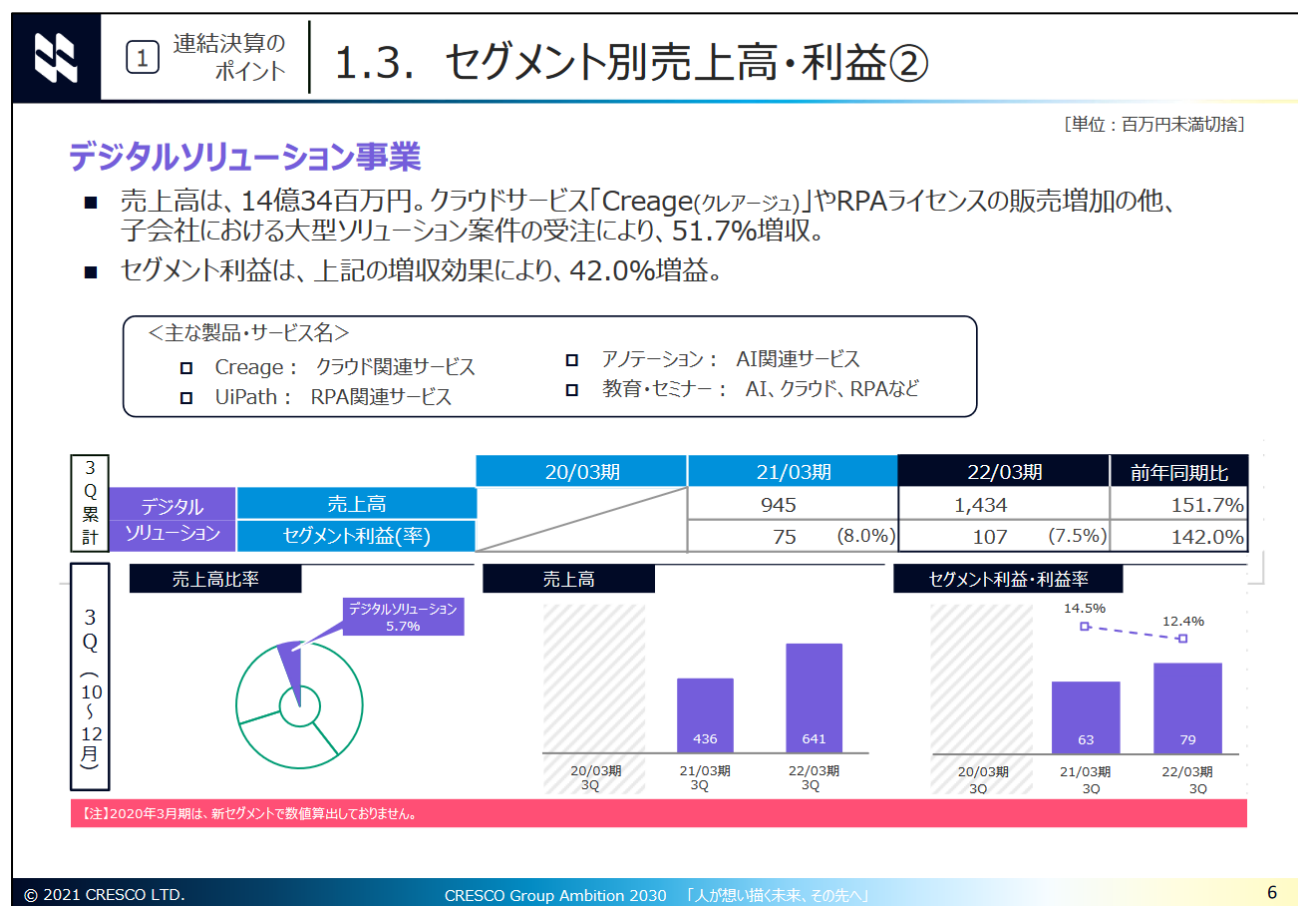 1 連結決算の
ポイント
1.3. セグメント別売上高・利益②
[単位：百万円未満切捨]
デジタルソリューション事業
■ 売上高は、14億34百万円。クラウドサービス「Creage(クレアージュ)」やRPAライセンスの販売増加の他、
子会社における大型ソリューション案件の受注により、51.7%増収。
■ セグメント利益は、上記の増収効果により、42.0%増益。
＜主な製品・サービス名＞
Creage： クラウド関連サービス
UiPath： RPA関連サービス
アノテーション： AI関連サービス
教育・セミナー： AI、クラウド、RPAなど
3Q累計
20/03期 21/03期 22/03期 前年同期比
デジタル
ソリューション
売上高 945 1,434 151.7%
セグメント利益(率) 75 (8.0%) 107 (7.5%) 142.0%
3Q（10～12月）
売上高比率
デジタルソリューション
5.7%
売上高
436 641
20/03期 21/03期 22/03期
3Q 3Q 3Q
セグメント利益・利益率
14.5% 12.4%
63 79
20/03期 21/03期 22/03期
3Q 3Q 3Q
【注】2020年3月期は、新セグメントで数値算出しておりません。
© 2021 CRESCO LTD. CRESCO Group Ambition 2030 「人が想い描く未来、その先へ」 6